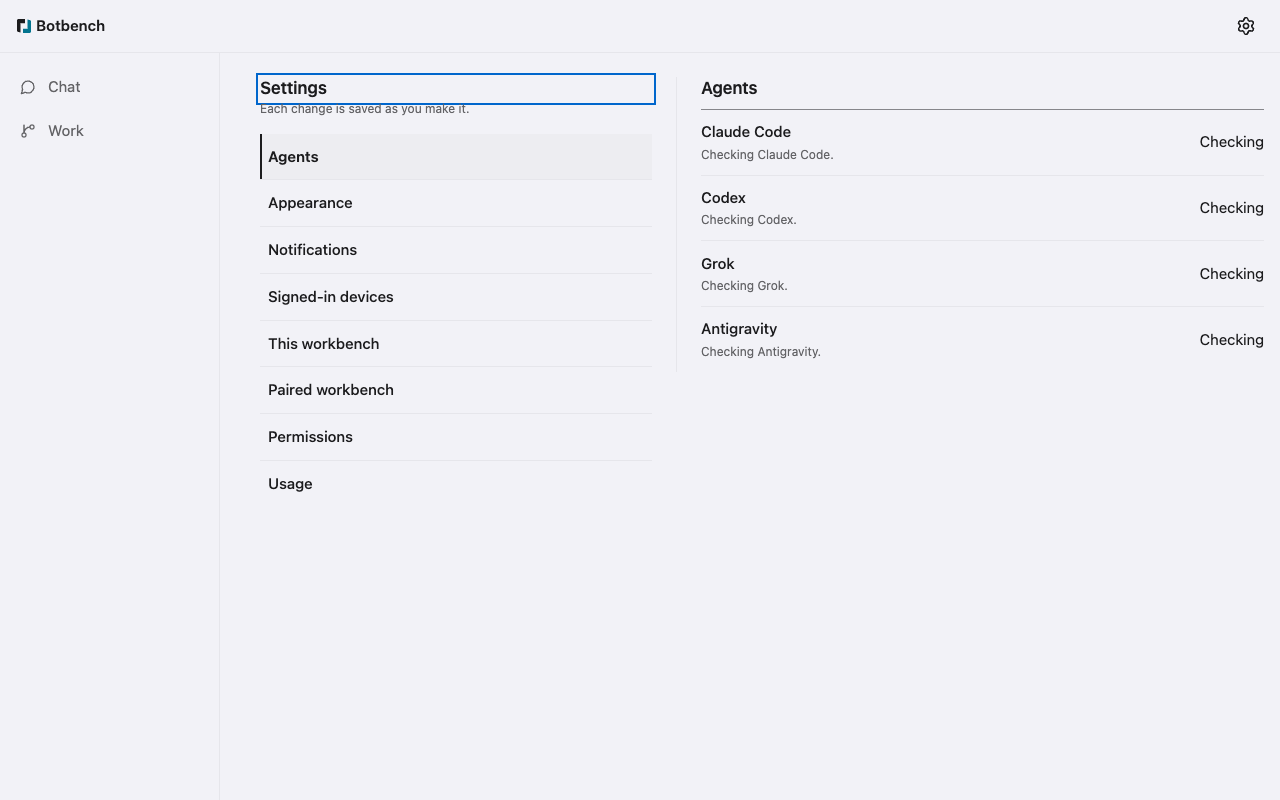 Botbench
Chat
Work
Settings
Each change is saved as you make it.
Agents
Appearance
Notifications
Signed-in devices
This workbench
Paired workbench
Permissions
Usage
Agents
Claude Code
Checking Claude Code.
Checking
Codex
Checking Codex.
Checking
Grok
Checking Grok.
Checking
Antigravity
Checking Antigravity.
Checking